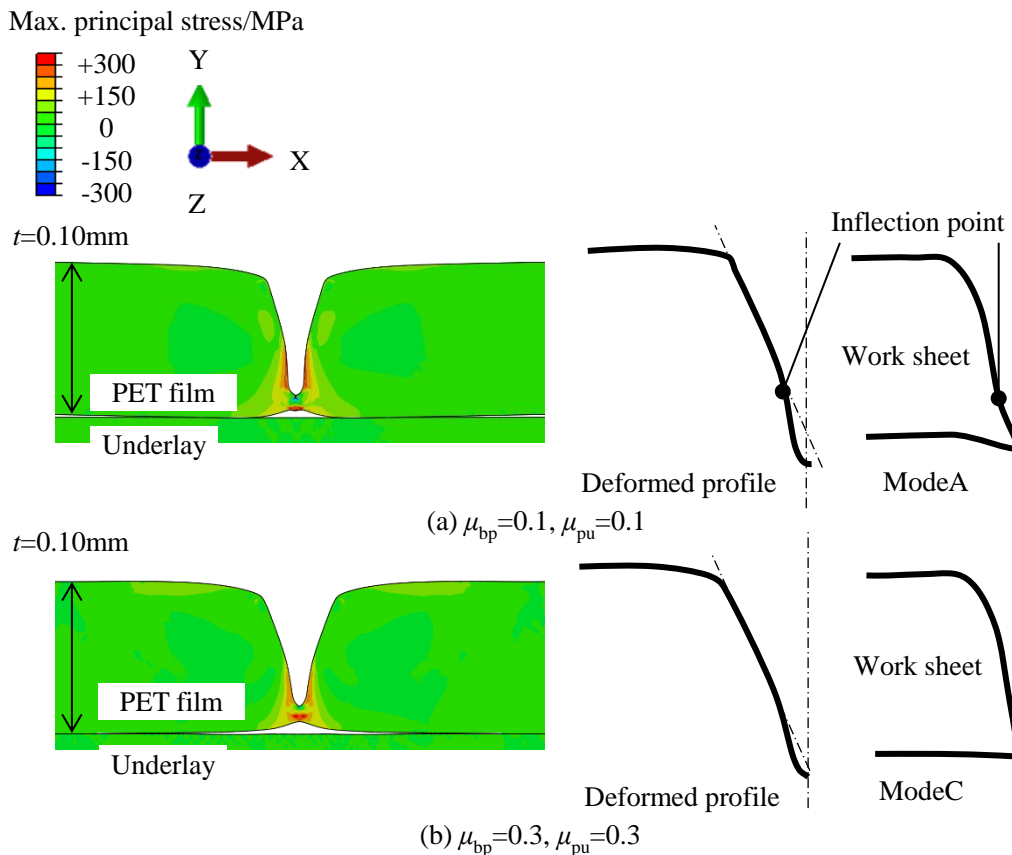 Max. principal stress/MPa
+300
+150
0
-150
-300
Y
X
Z
t=0.10mm
PET film
Underlay
Inflection point
Work sheet
Deformed profile
ModeA
(a) μbp=0.1, μpu=0.1
t=0.10mm
PET film
Underlay
Work sheet
Deformed profile
ModeC
(b) μbp=0.3, μpu=0.3